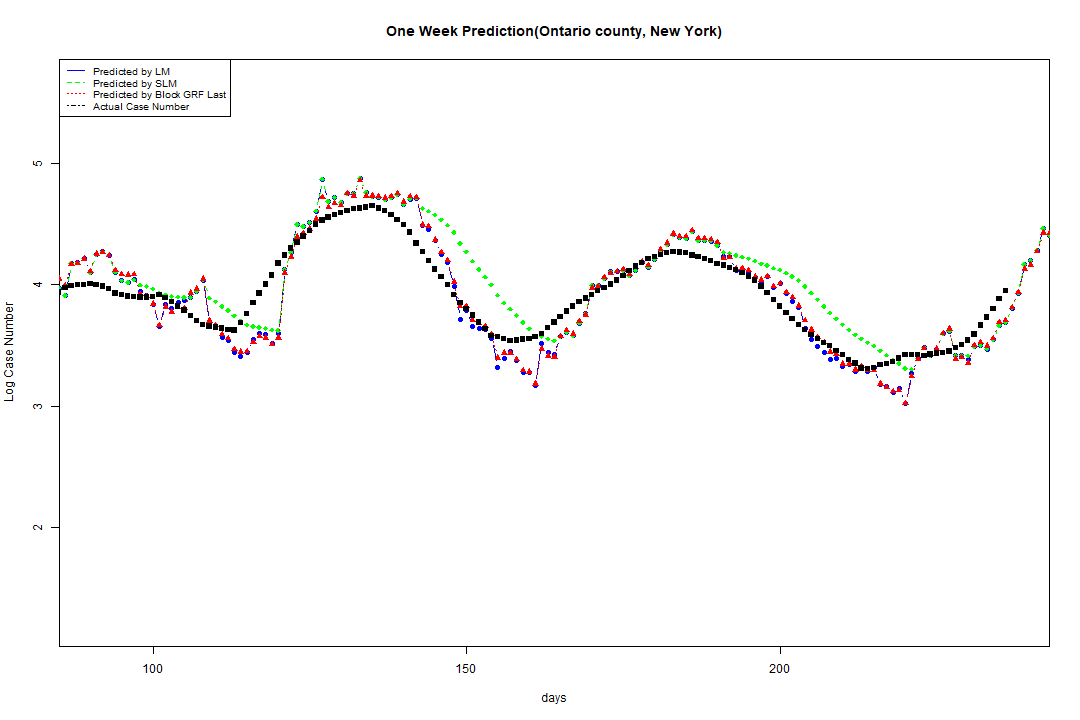 One Week Prediction(Ontario county, New York)
Predicted by LM
Predicted by SLM
Predicted by Block GRF Last
Actual Case Number
5
4
3
2
Log Case Number
100 150 200
days